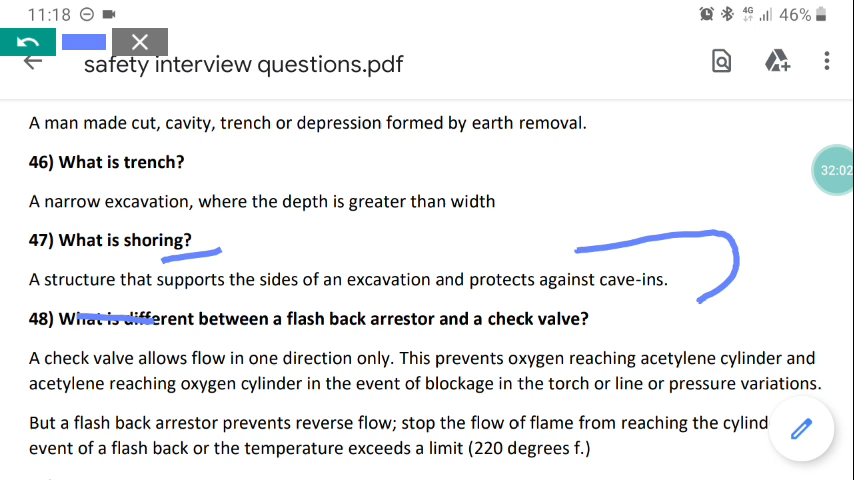 11:18 4G 46%
safety interview questions.pdf
A man made cut, cavity, trench or depression formed by earth removal.
46) What is trench?
32:02
A narrow excavation, where the depth is greater than width
47) What is shoring?
A structure that supports the sides of an excavation and protects against cave-ins.
48) What is different between a flash back arrestor and a check valve?
A check valve allows flow in one direction only. This prevents oxygen reaching acetylene cylinder and
acetylene reaching oxygen cylinder in the event of blockage in the torch or line or pressure variations.
But a flash back arrestor prevents reverse flow; stop the flow of flame from reaching the cylind
event of a flash back or the temperature exceeds a limit (220 degrees f.)